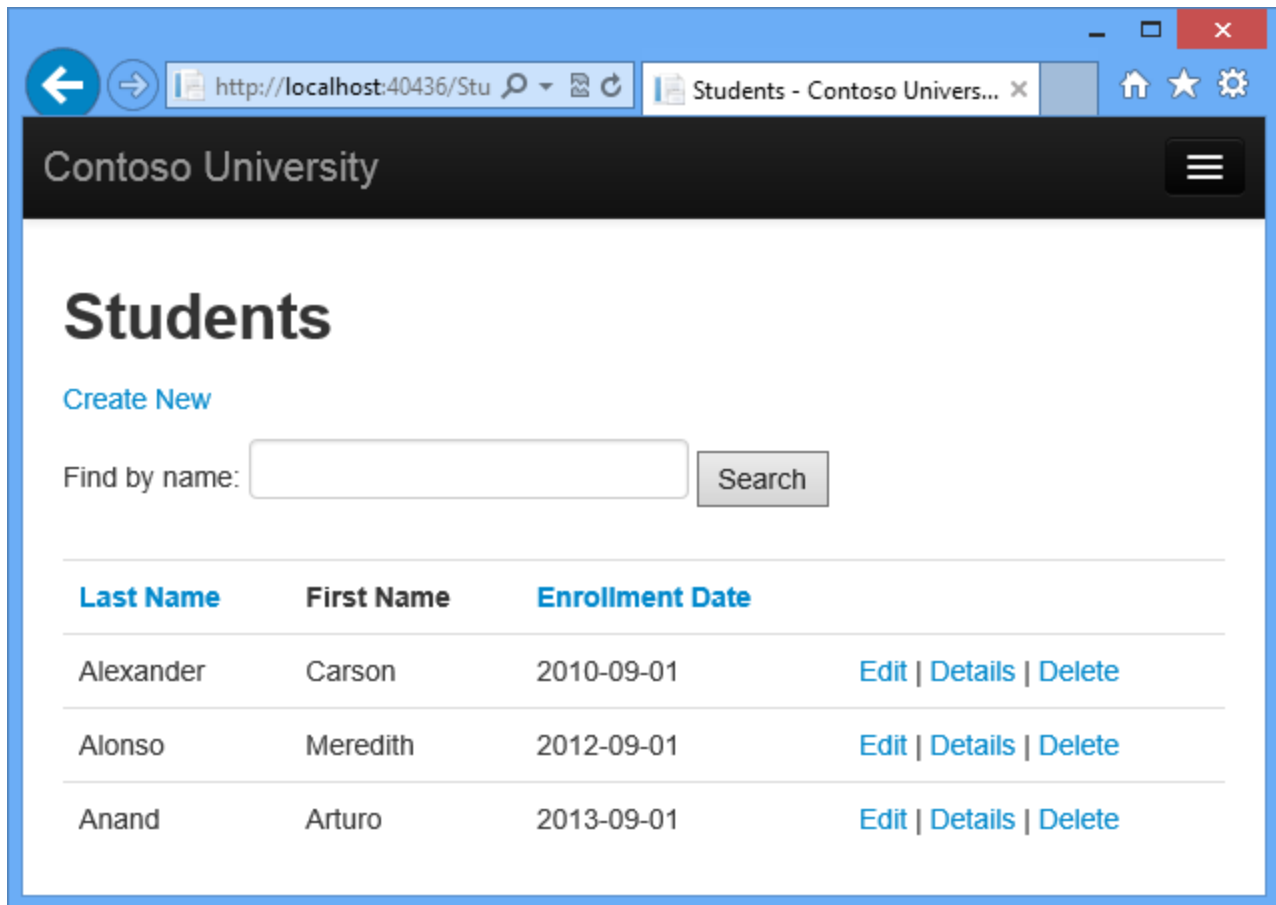 http://localhost:40436/Stu
Students - Contoso Univers...
Contoso University
Students
Create New
Find by name: Search
Last Name First Name Enrollment Date
Alexander Carson 2010-09-01 Edit | Details | Delete
Alonso Meredith 2012-09-01 Edit | Details | Delete
Anand Arturo 2013-09-01 Edit | Details | Delete